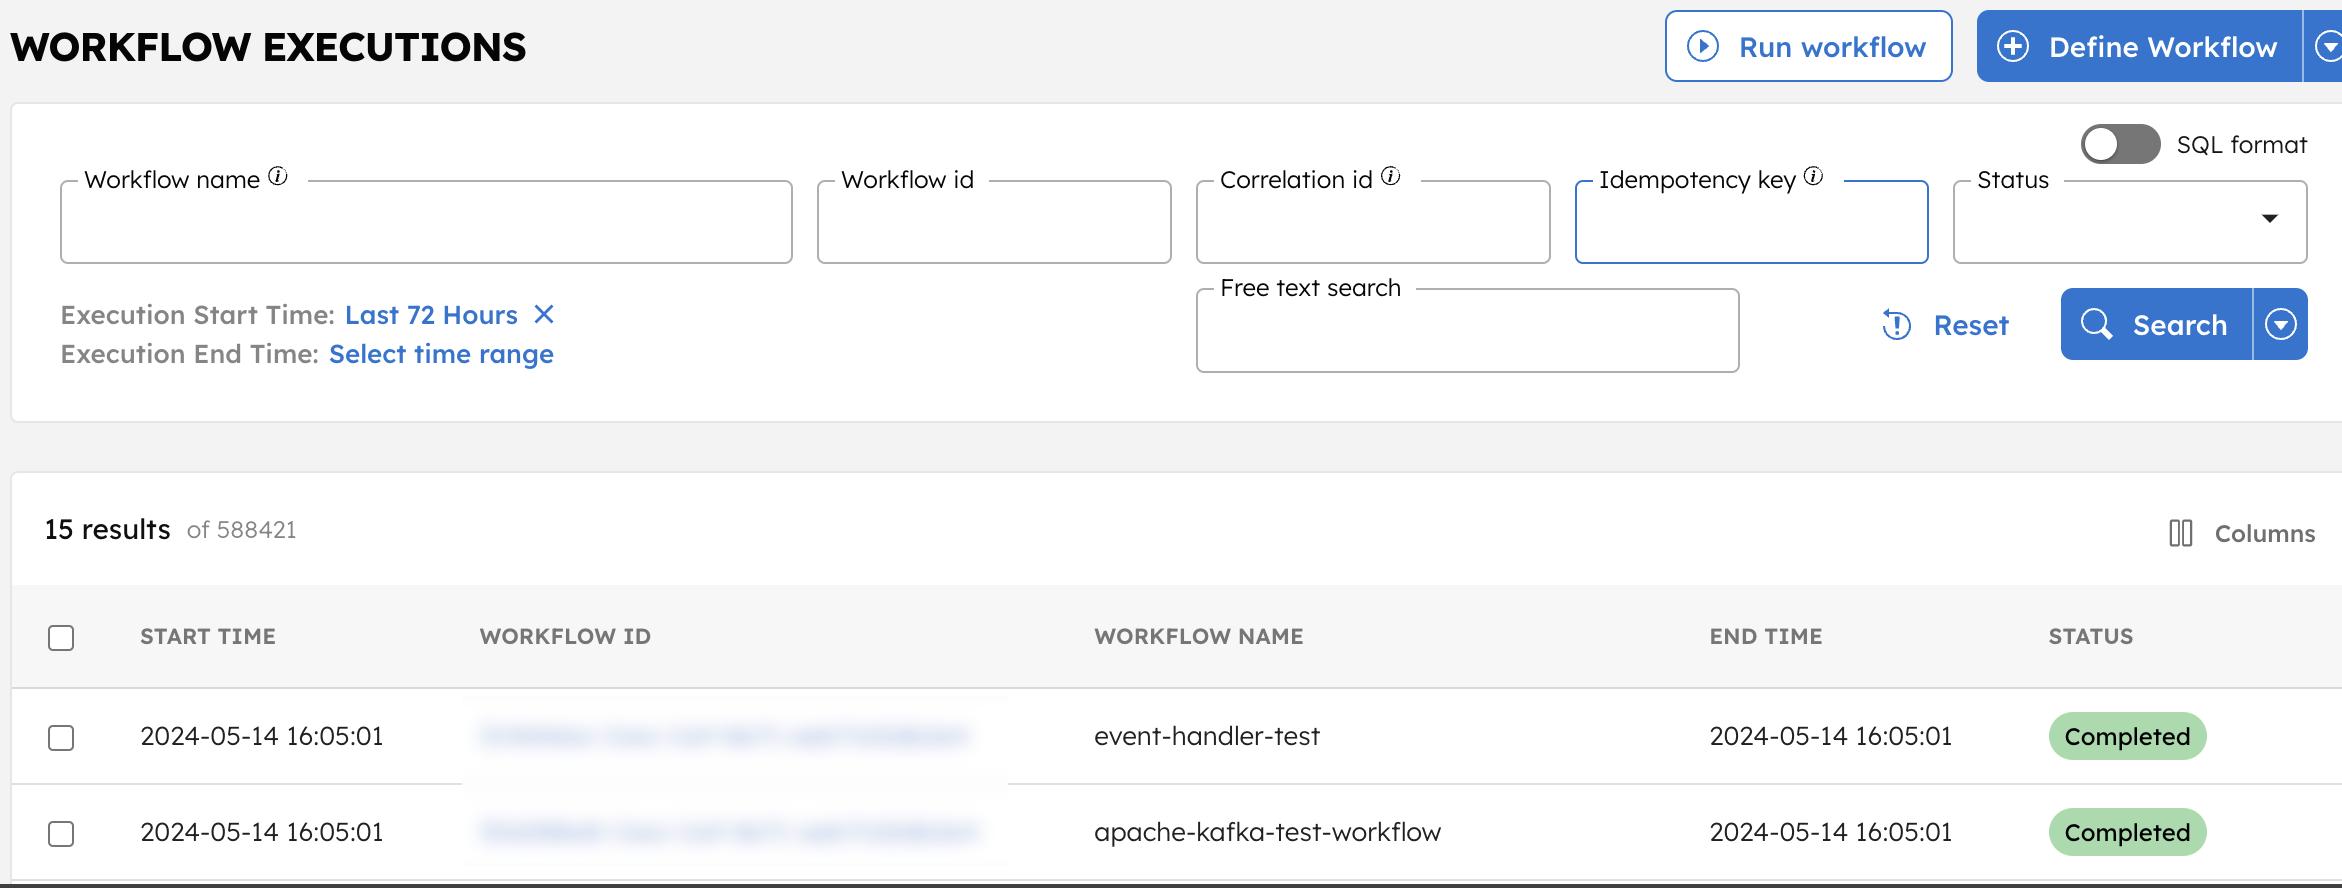 WORKFLOW EXECUTIONS
Run workflow
Define Workflow
SQL format
Workflow name
Workflow id
Correlation id
Idempotency key
Status
Execution Start Time: Last 72 Hours
Execution End Time: Select time range
Free text search
Reset
Search
15 results of 588421
Columns
START TIME WORKFLOW ID WORKFLOW NAME END TIME STATUS
2024-05-14 16:05:01 event-handler-test 2024-05-14 16:05:01 Completed
2024-05-14 16:05:01 apache-kafka-test-workflow 2024-05-14 16:05:01 Completed